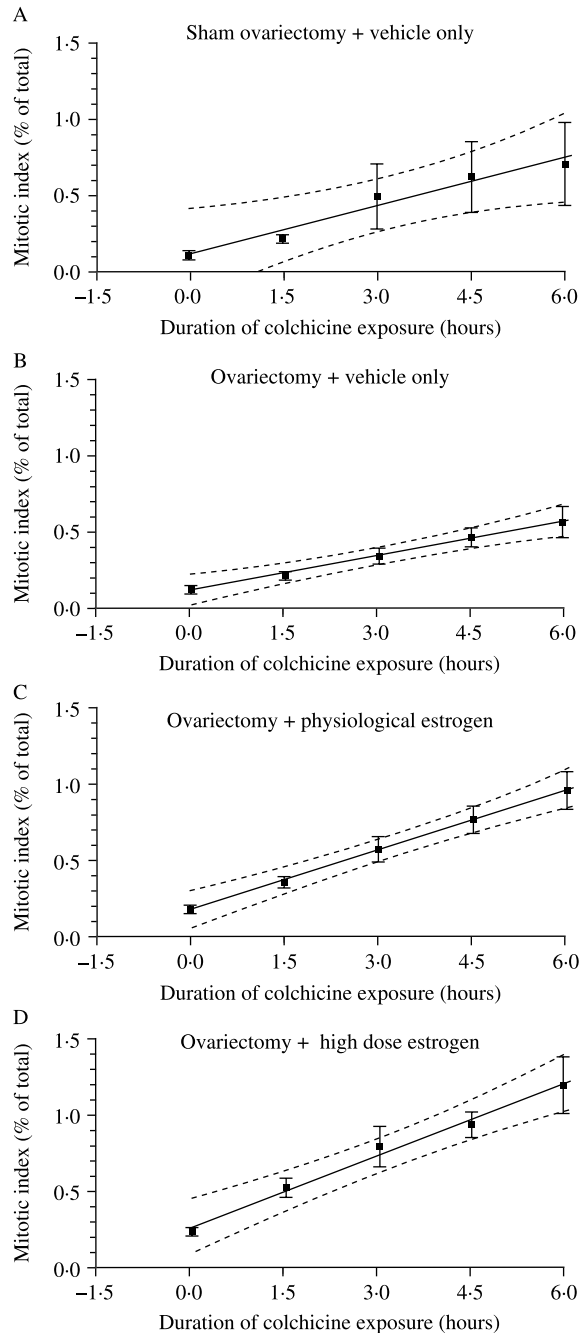 A
Sham ovariectomy + vehicle only
Mitotic index (% of total)
1·5
1·0
0·5
0·0
−1·5 0·0 1·5 3·0 4·5 6·0
Duration of colchicine exposure (hours)
B
Ovariectomy + vehicle only
Mitotic index (% of total)
1·5
1·0
0·5
0·0
−1·5 0·0 1·5 3·0 4·5 6·0
Duration of colchicine exposure (hours)
C
Ovariectomy + physiological estrogen
Mitotic index (% of total)
1·5
1·0
0·5
0·0
−1·5 0·0 1·5 3·0 4·5 6·0
Duration of colchicine exposure (hours)
D
Ovariectomy + high dose estrogen
Mitotic index (% of total)
1·5
1·0
0·5
0·0
−1·5 0·0 1·5 3·0 4·5 6·0
Duration of colchicine exposure (hours)